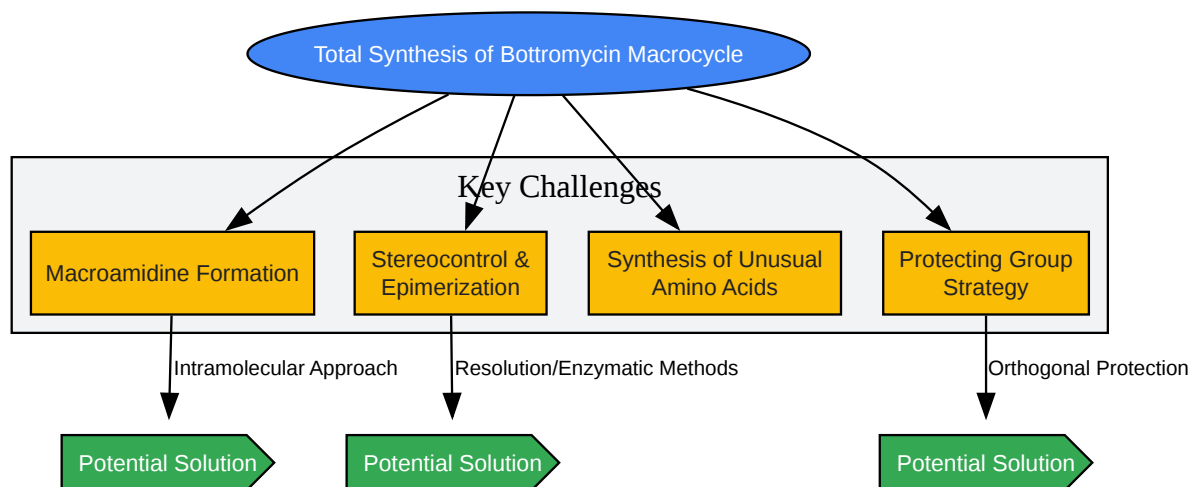 Total Synthesis of Bottromycin Macrocycle
Key Challenges
Macroamidine Formation
Stereocontrol &
Epimerization
Synthesis of Unusual
Amino Acids
Protecting Group
Strategy
Intramolecular Approach
Resolution/Enzymatic Methods
Orthogonal Protection
Potential Solution
Potential Solution
Potential Solution